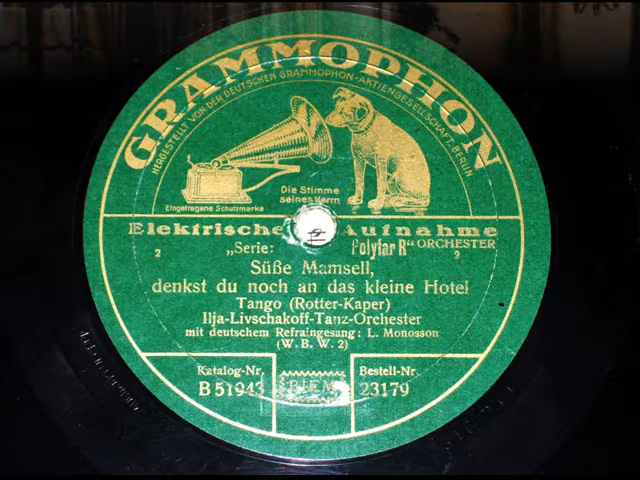 GRAMMOPHON
HERGESTELLT VON DER DEUTSCHEN GRAMMOPHON-AKTIENGESELLSCHAFT, BERLIN
Die Stimme
seines Herrn
Eingetragene Schutzmarke
Elektrische Aufnahme
2 „Serie: Polyfar R“ ORCHESTER 2
Süße Mamsell,
denkst du noch an das kleine Hotel
Tango (Rotter-Kaper)
Ilja-Livschakoff-Tanz-Orchester
mit deutschem Refraingesang: L. Monosson
(W. B. W. 2)
Katalog-Nr. Bestell-Nr.
B 51943 BIEM 23179